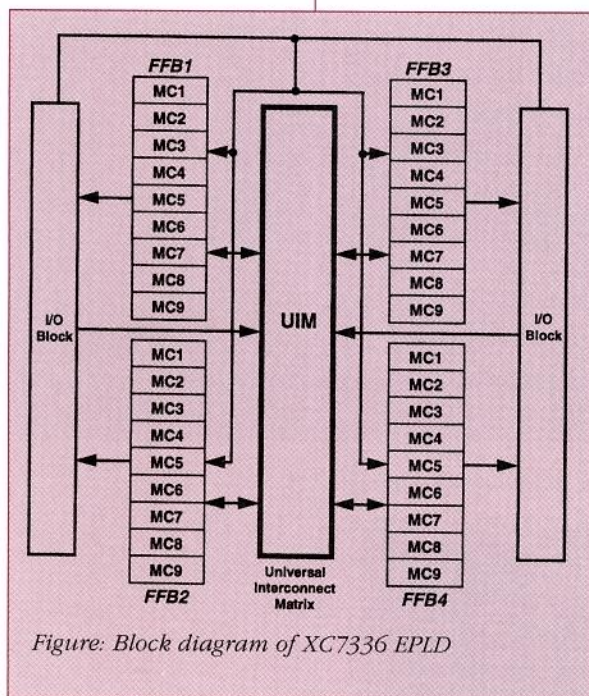 FFB1
MC1
MC2
MC3
MC4
MC5
MC6
MC7
MC8
MC9
MC1
MC2
MC3
MC4
MC5
MC6
MC7
MC8
MC9
FFB2
I/O
Block
UIM
Universal
Interconnect
Matrix
FFB3
MC1
MC2
MC3
MC4
MC5
MC6
MC7
MC8
MC9
MC1
MC2
MC3
MC4
MC5
MC6
MC7
MC8
MC9
FFB4
I/O
Block
Figure: Block diagram of XC7336 EPLD